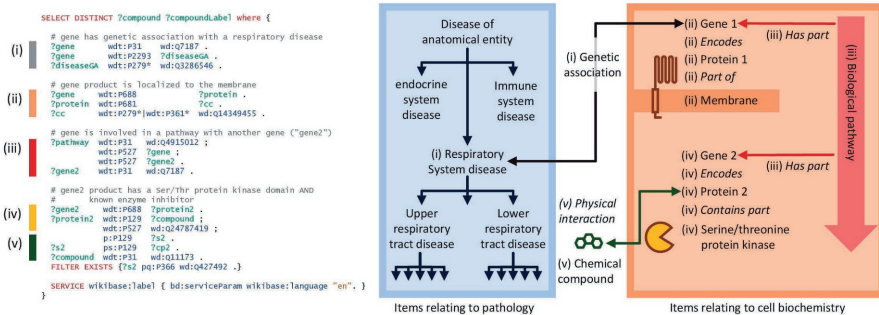 SELECT DISTINCT ?compound ?compoundLabel where {
# gene has genetic association with a respiratory disease
?gene wdt:P31 wd:Q7187 .
?gene wdt:P2293 ?diseaseGA .
?diseaseGA wdt:P279* wd:Q3286546 .
# gene product is localized to the membrane
?gene wdt:P688 ?protein .
?protein wdt:P681 ?cc .
?cc wdt:P279*|wdt:P361* wd:Q14349455 .
# gene is involved in a pathway with another gene ("gene2")
?pathway wdt:P31 wd:Q4915012 ;
wdt:P527 ?gene ;
wdt:P527 ?gene2 .
?gene2 wdt:P31 wd:Q7187 .
# gene2 product has a Ser/Thr protein kinase domain AND
# known enzyme inhibitor
?gene2 wdt:P688 ?protein2 .
?protein2 wdt:P129 ?compound ;
wdt:P527 wd:Q24787419 ;
p:P129 ?s2 .
?s2 ps:P129 ?cp2 .
?compound wdt:P31 wd:Q11173 .
FILTER EXISTS {?s2 pq:P366 wd:Q427492 .}
SERVICE wikibase:label { bd:serviceParam wikibase:language "en". }
}
(i)
(ii)
(iii)
(iv)
(v)
Disease of
anatomical entity
endocrine
system
disease
Immune
system
disease
(i) Respiratory
System disease
Upper
respiratory
tract disease
Lower
respiratory
tract disease
Items relating to pathology
(i) Genetic
association
(v) Physical
interaction
(v) Chemical
compound
(ii) Gene 1
(ii) Encodes
(ii) Protein 1
(ii) Part of
(ii) Membrane
(iii) Has part
(iii) Biological pathway
(iv) Gene 2
(iii) Has part
(iv) Encodes
(iv) Protein 2
(iv) Contains part
(iv) Serine/threonine
protein kinase
Items relating to cell biochemistry